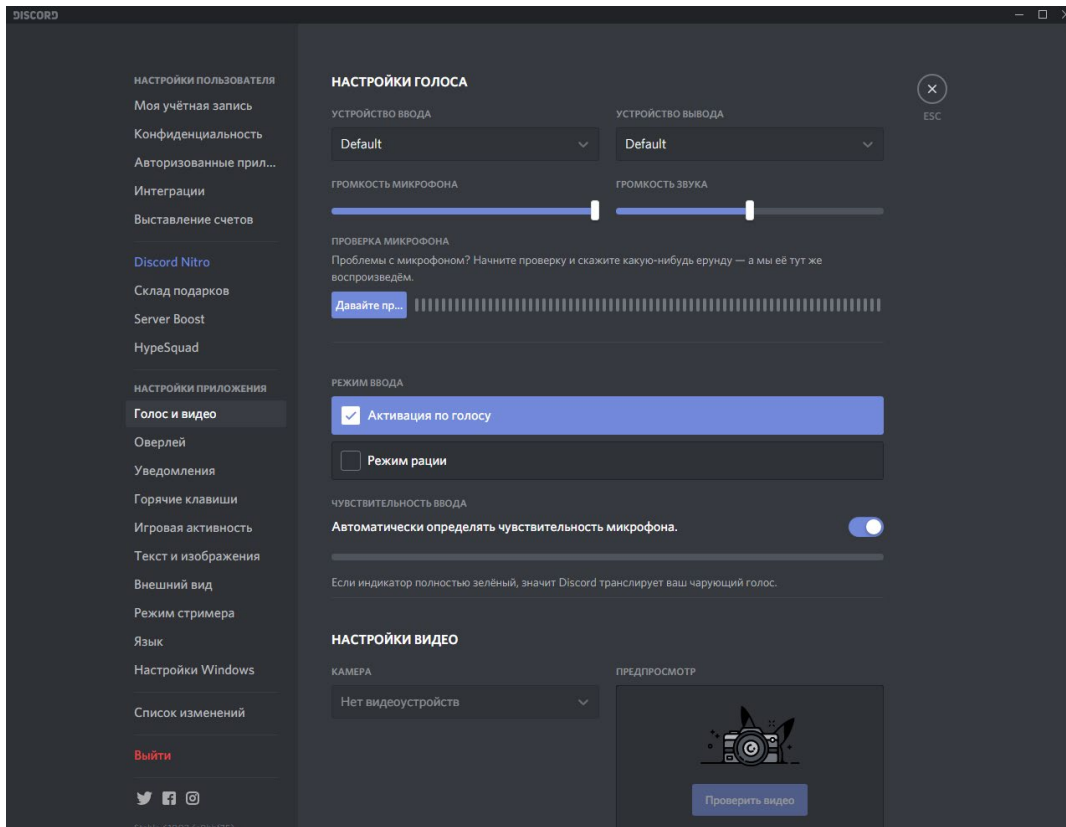 DISCORD
НАСТРОЙКИ ПОЛЬЗОВАТЕЛЯ
Моя учётная запись
Конфиденциальность
Авторизованные прил...
Интеграции
Выставление счетов
Discord Nitro
Склад подарков
Server Boost
HypeSquad
НАСТРОЙКИ ПРИЛОЖЕНИЯ
Голос и видео
Оверлей
Уведомления
Горячие клавиши
Игровая активность
Текст и изображения
Внешний вид
Режим стримера
Язык
Настройки Windows
Список изменений
Выйти
НАСТРОЙКИ ГОЛОСА
ESC
УСТРОЙСТВО ВВОДА
Default
УСТРОЙСТВО ВЫВОДА
Default
ГРОМКОСТЬ МИКРОФОНА
ГРОМКОСТЬ ЗВУКА
ПРОВЕРКА МИКРОФОНА
Проблемы с микрофоном? Начните проверку и скажите какую-нибудь ерунду — а мы её тут же
воспроизведём.
Давайте пр...
РЕЖИМ ВВОДА
Активация по голосу
Режим рации
ЧУВСТВИТЕЛЬНОСТЬ ВВОДА
Автоматически определять чувствительность микрофона.
Если индикатор полностью зелёный, значит Discord транслирует ваш чарующий голос.
НАСТРОЙКИ ВИДЕО
КАМЕРА
Нет видеоустройств
ПРЕДПРОСМОТР
Проверить видео